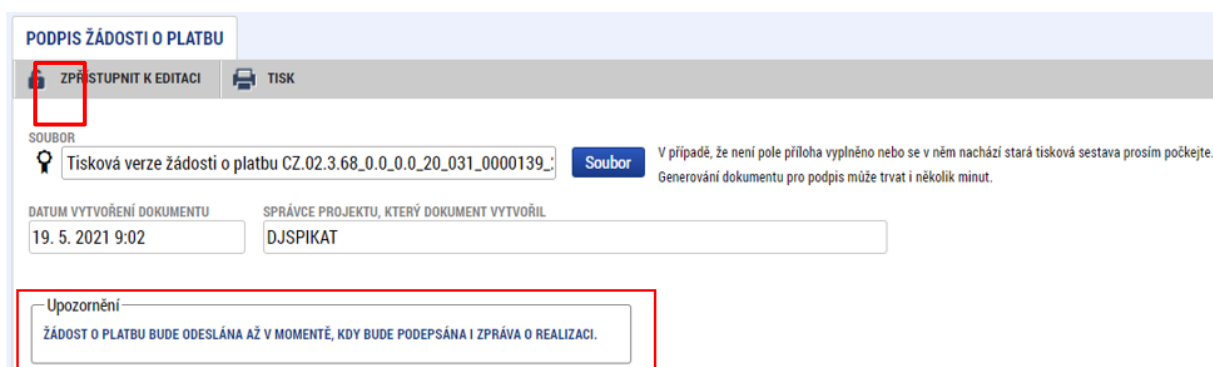 PODPIS ŽÁDOSTI O PLATBU
ZPŘÍSTUPNIT K EDITACI TISK
SOUBOR
Tisková verze žádosti o platbu CZ.02.3.68_0.0_0.0_20_031_0000139_ Soubor
V případě, že není pole příloha vyplněno nebo se v něm nachází stará tisková sestava prosím počkejte.
Generování dokumentu pro podpis může trvat i několik minut.
DATUM VYTVOŘENÍ DOKUMENTU SPRÁVCE PROJEKTU, KTERÝ DOKUMENT VYTVOŘIL
19. 5. 2021 9:02 DJSPIKAT
Upozornění
ŽÁDOST O PLATBU BUDE ODESLÁNA AŽ V MOMENTĚ, KDY BUDE PODEPSÁNA I ZPRÁVA O REALIZACI.